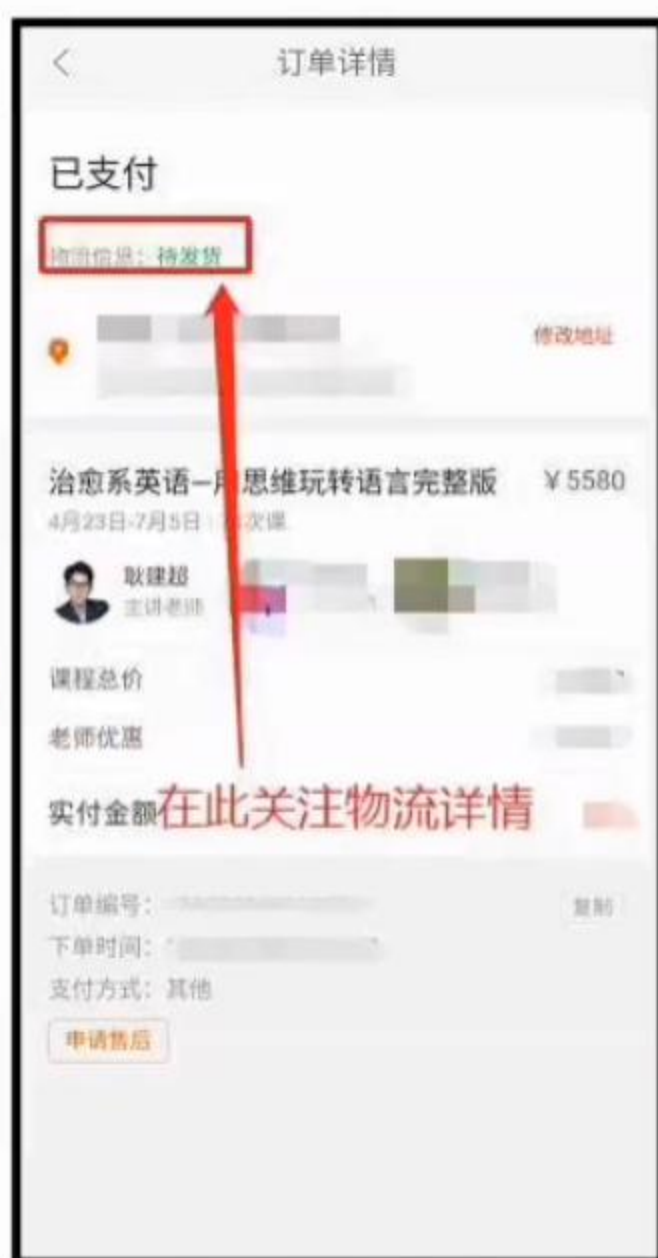 订单详情
已支付
物流信息：待发货
修改地址
治愈系英语—用思维玩转语言完整版 ￥5580
4月23日-7月5日 次课
耿建超
主讲老师
课程总价
老师优惠
实付金额
在此关注物流详情
订单编号：
复制
下单时间：
支付方式：其他
申请售后